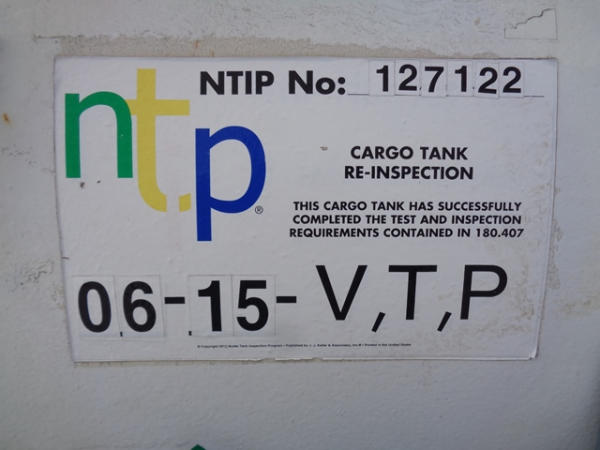 ntp®
NTIP No: 127122
CARGO TANK
RE-INSPECTION
THIS CARGO TANK HAS SUCCESSFULLY
COMPLETED THE TEST AND INSPECTION
REQUIREMENTS CONTAINED IN 180.407
06-15-V,T,P